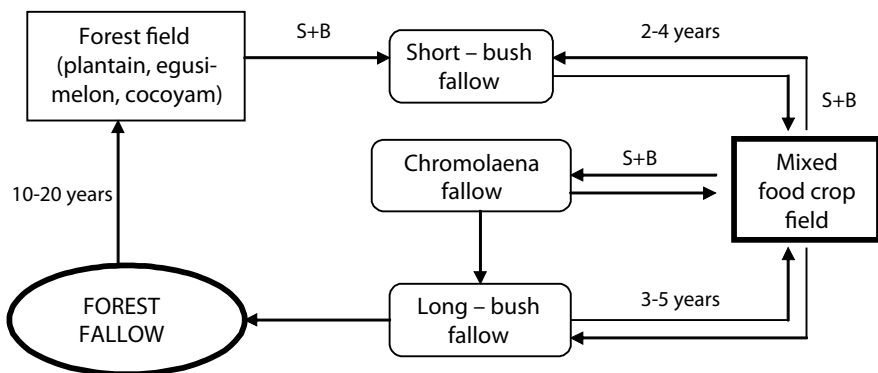 Forest field
(plantain, egusi-
melon, cocoyam)
S+B
Short – bush
fallow
2-4 years
S+B
Chromolaena
fallow
S+B
Mixed
food crop
field
10-20 years
FOREST
FALLOW
Long – bush
fallow
3-5 years